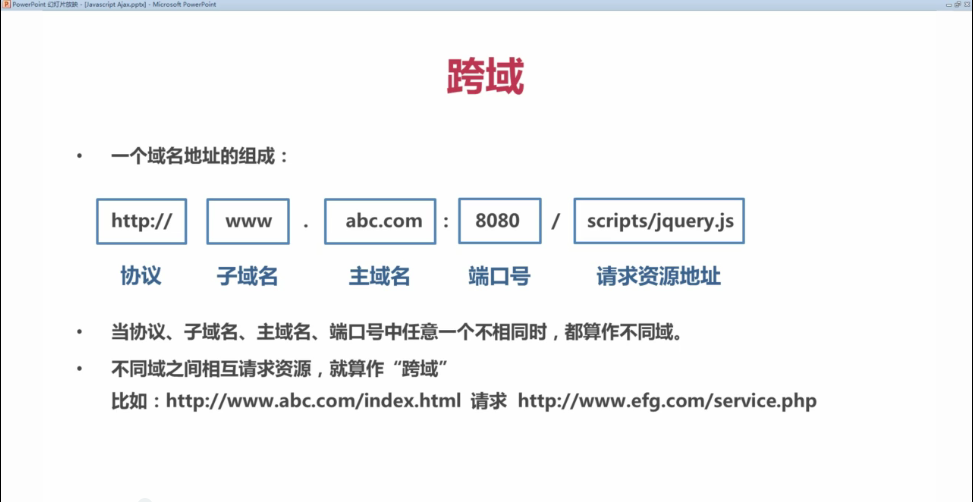 PowerPoint 幻灯片放映 - [Javascript Ajax.pptx] - Microsoft PowerPoint
跨域
• 一个域名地址的组成：
http:// www . abc.com : 8080 / scripts/jquery.js
协议 子域名 主域名 端口号 请求资源地址
• 当协议、子域名、主域名、端口号中任意一个不相同时，都算作不同域。
• 不同域之间相互请求资源，就算作“跨域”
比如：http://www.abc.com/index.html 请求 http://www.efg.com/service.php